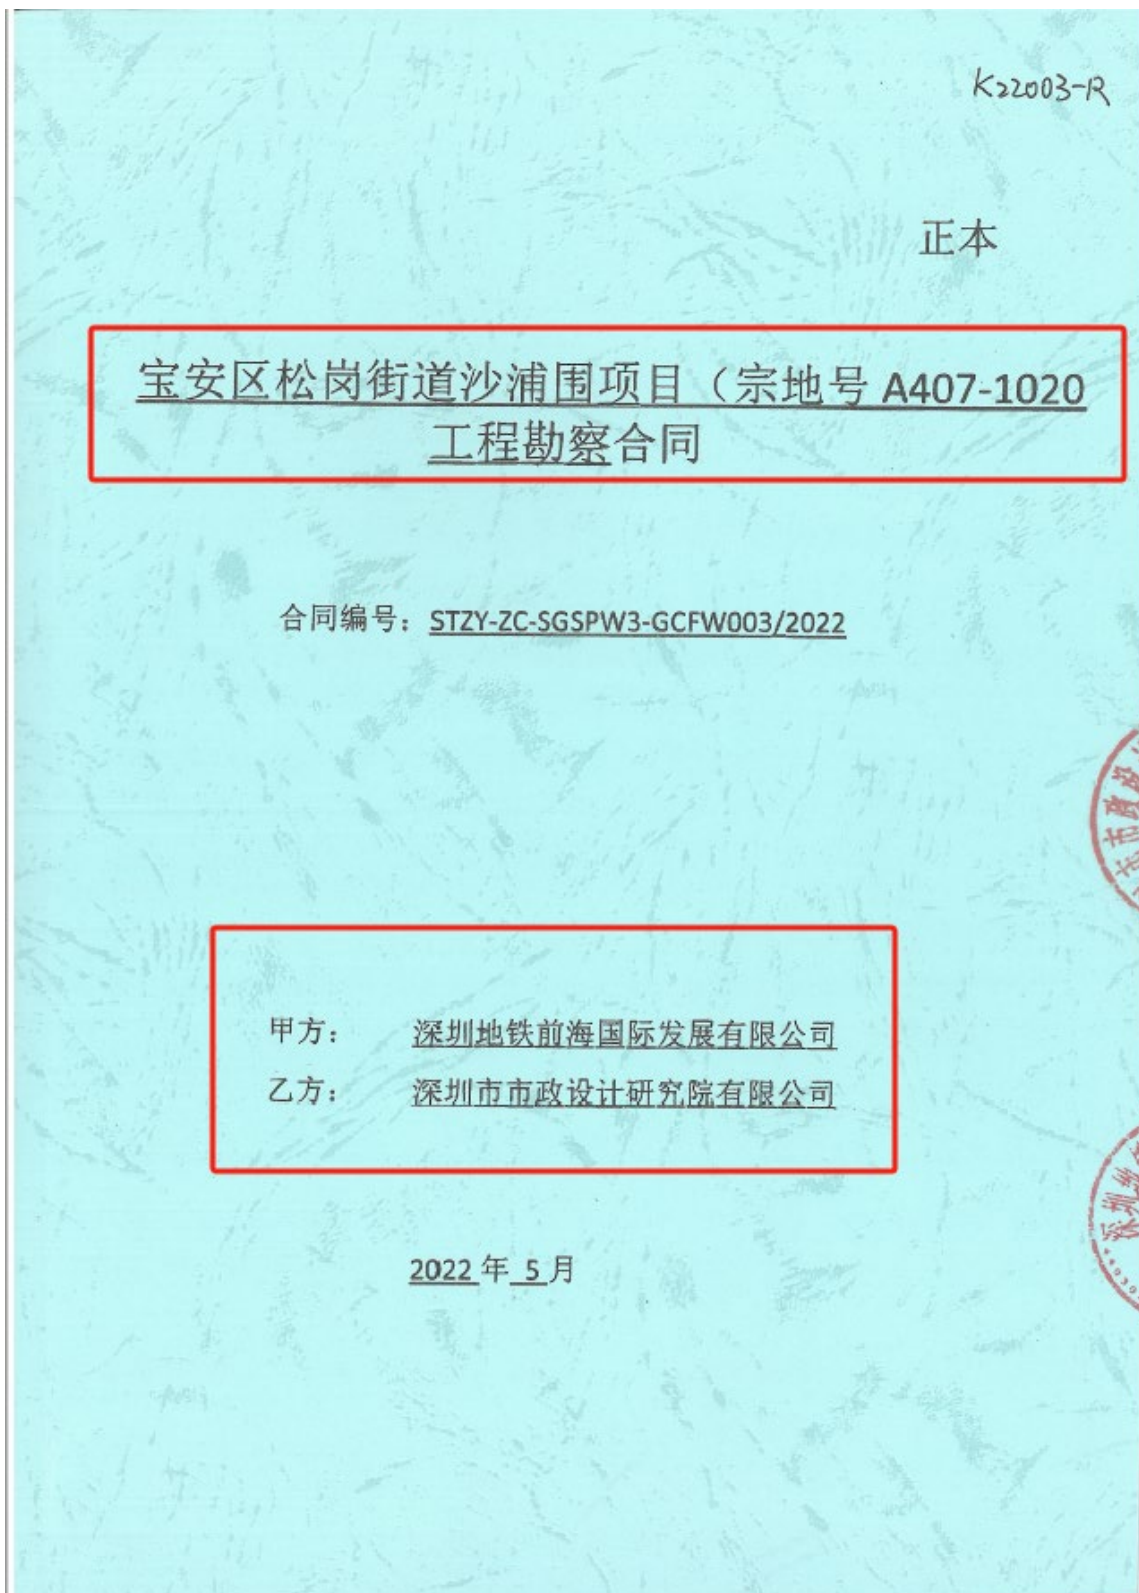 K22003-R
正本
宝安区松岗街道沙浦围项目（宗地号 A407-1020
工程勘察合同
合同编号：STZY-ZC-SGSPW3-GCFW003/2022
甲方： 深圳地铁前海国际发展有限公司
乙方： 深圳市市政设计研究院有限公司
2022 年 5 月